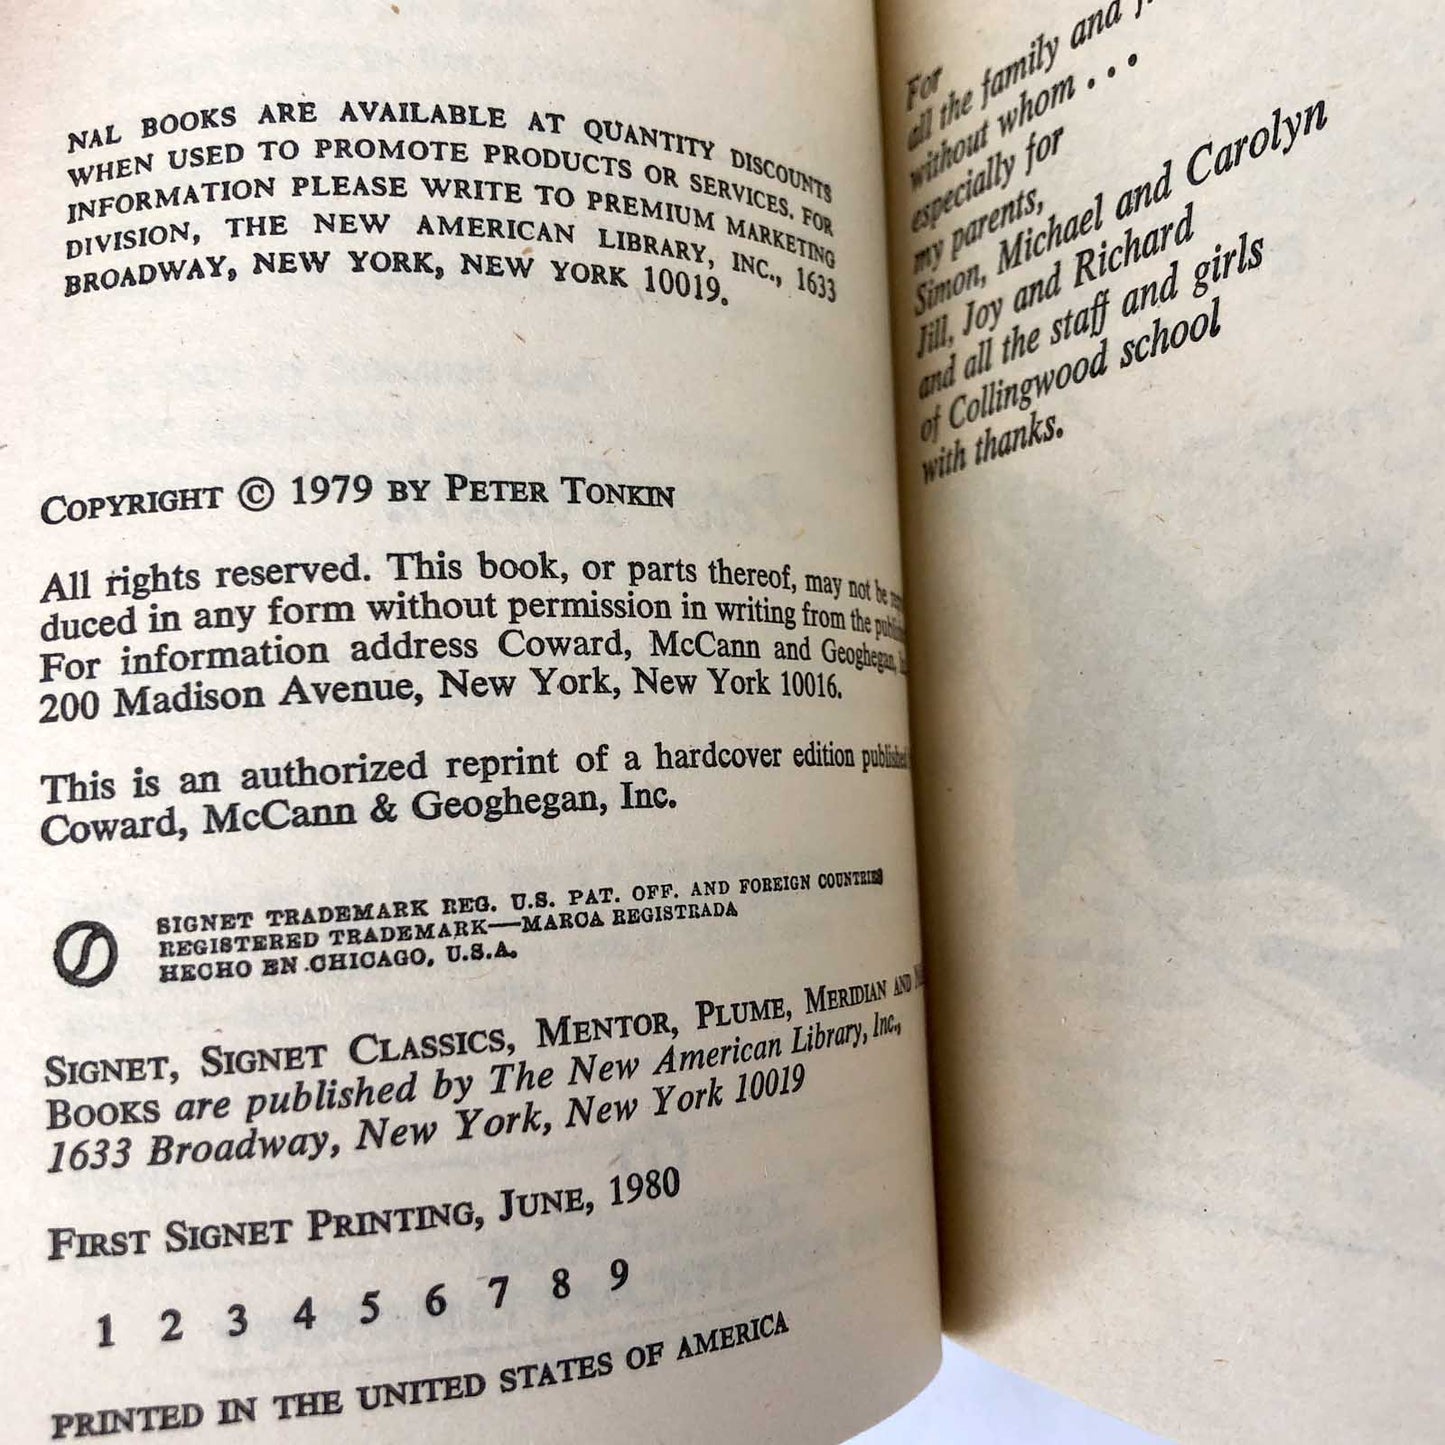 NAL BOOKS ARE AVAILABLE AT QUANTITY DISCOUNTS
WHEN USED TO PROMOTE PRODUCTS OR SERVICES. FOR
INFORMATION PLEASE WRITE TO PREMIUM MARKETING
DIVISION, THE NEW AMERICAN LIBRARY, INC., 1633
BROADWAY, NEW YORK, NEW YORK 10019.
COPYRIGHT © 1979 BY PETER TONKIN
All rights reserved. This book, or parts thereof, may not be
duced in any form without permission in writing from the
For information address Coward, McCann and Geoghegan,
200 Madison Avenue, New York, New York 10016.
This is an authorized reprint of a hardcover edition published
Coward, McCann & Geoghegan, Inc.
SIGNET TRADEMARK REG. U.S. PAT. OFF. AND FOREIGN COUNTRIES
REGISTERED TRADEMARK—MARCA REGISTRADA
HECHO EN CHICAGO, U.S.A.
SIGNET, SIGNET CLASSICS, MENTOR, PLUME, MERIDIAN AND
BOOKS are published by The New American Library, Inc.,
1633 Broadway, New York, New York 10019
FIRST SIGNET PRINTING, JUNE, 1980
1 2 3 4 5 6 7 8 9
PRINTED IN THE UNITED STATES OF AMERICA
For
all the family and
without whom . . .
especially for
my parents,
Simon, Michael and Carolyn
Jill, Joy and Richard
and all the staff and girls
of Collingwood school
with thanks.